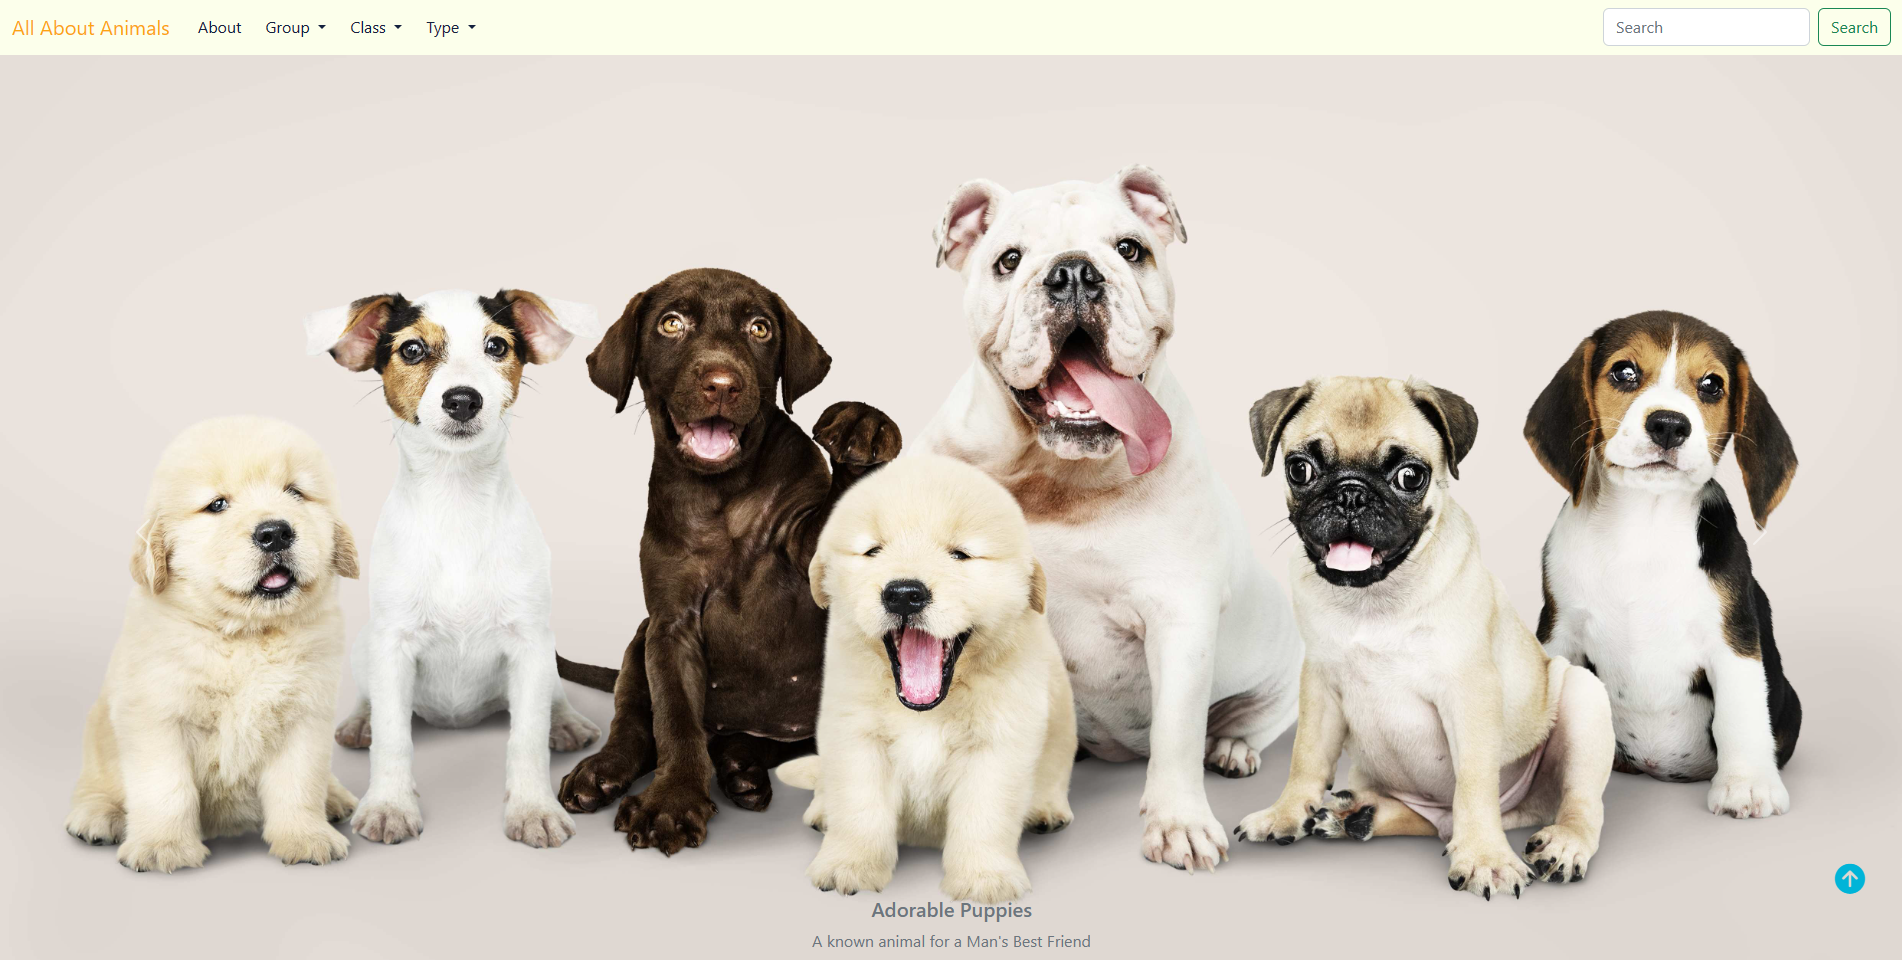 All About Animals About Group Class Type Search Search
Adorable Puppies
A known animal for a Man's Best Friend